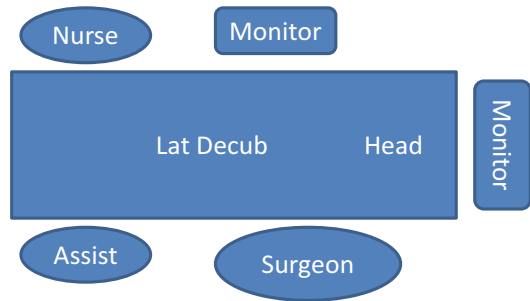 Nurse
Monitor
Lat Decub
Head
Monitor
Assist
Surgeon